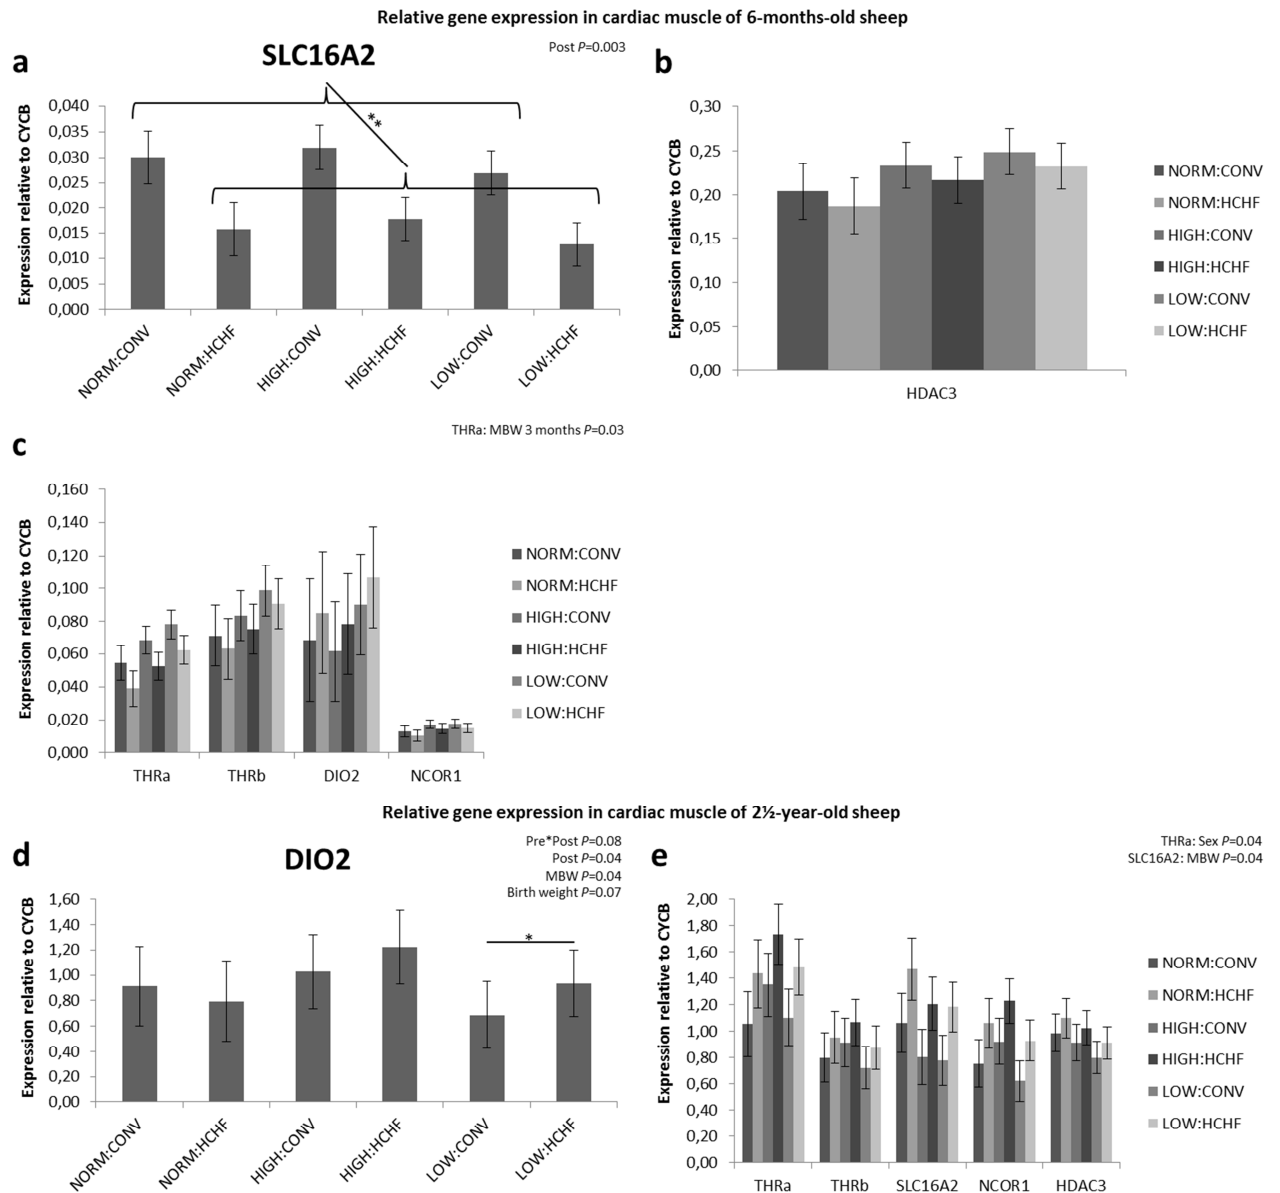 Relative gene expression in cardiac muscle of 6-months-old sheep
a
SLC16A2
Post P=0.003
Expression relative to CYCB
0,040
0,035
0,030
0,025
0,020
0,015
0,010
0,005
0,000
**
NORM:CONV
NORM:HCHF
HIGH:CONV
HIGH:HCHF
LOW:CONV
LOW:HCHF
b
Expression relative to CYCB
0,30
0,25
0,20
0,15
0,10
0,05
0,00
HDAC3
NORM:CONV
NORM:HCHF
HIGH:CONV
HIGH:HCHF
LOW:CONV
LOW:HCHF
c
THRa: MBW 3 months P=0.03
Expression relative to CYCB
0,160
0,140
0,120
0,100
0,080
0,060
0,040
0,020
0,000
THRa
THRb
DIO2
NCOR1
NORM:CONV
NORM:HCHF
HIGH:CONV
HIGH:HCHF
LOW:CONV
LOW:HCHF
Relative gene expression in cardiac muscle of 2½-year-old sheep
d
DIO2
Pre*Post P=0.08
Post P=0.04
MBW P=0.04
Birth weight P=0.07
Expression relative to CYCB
1,60
1,40
1,20
1,00
0,80
0,60
0,40
0,20
0,00
*
NORM:CONV
NORM:HCHF
HIGH:CONV
HIGH:HCHF
LOW:CONV
LOW:HCHF
e
THRa: Sex P=0.04
SLC16A2: MBW P=0.04
Expression relative to CYCB
2,00
1,80
1,60
1,40
1,20
1,00
0,80
0,60
0,40
0,20
0,00
THRa
THRb
SLC16A2
NCOR1
HDAC3
NORM:CONV
NORM:HCHF
HIGH:CONV
HIGH:HCHF
LOW:CONV
LOW:HCHF